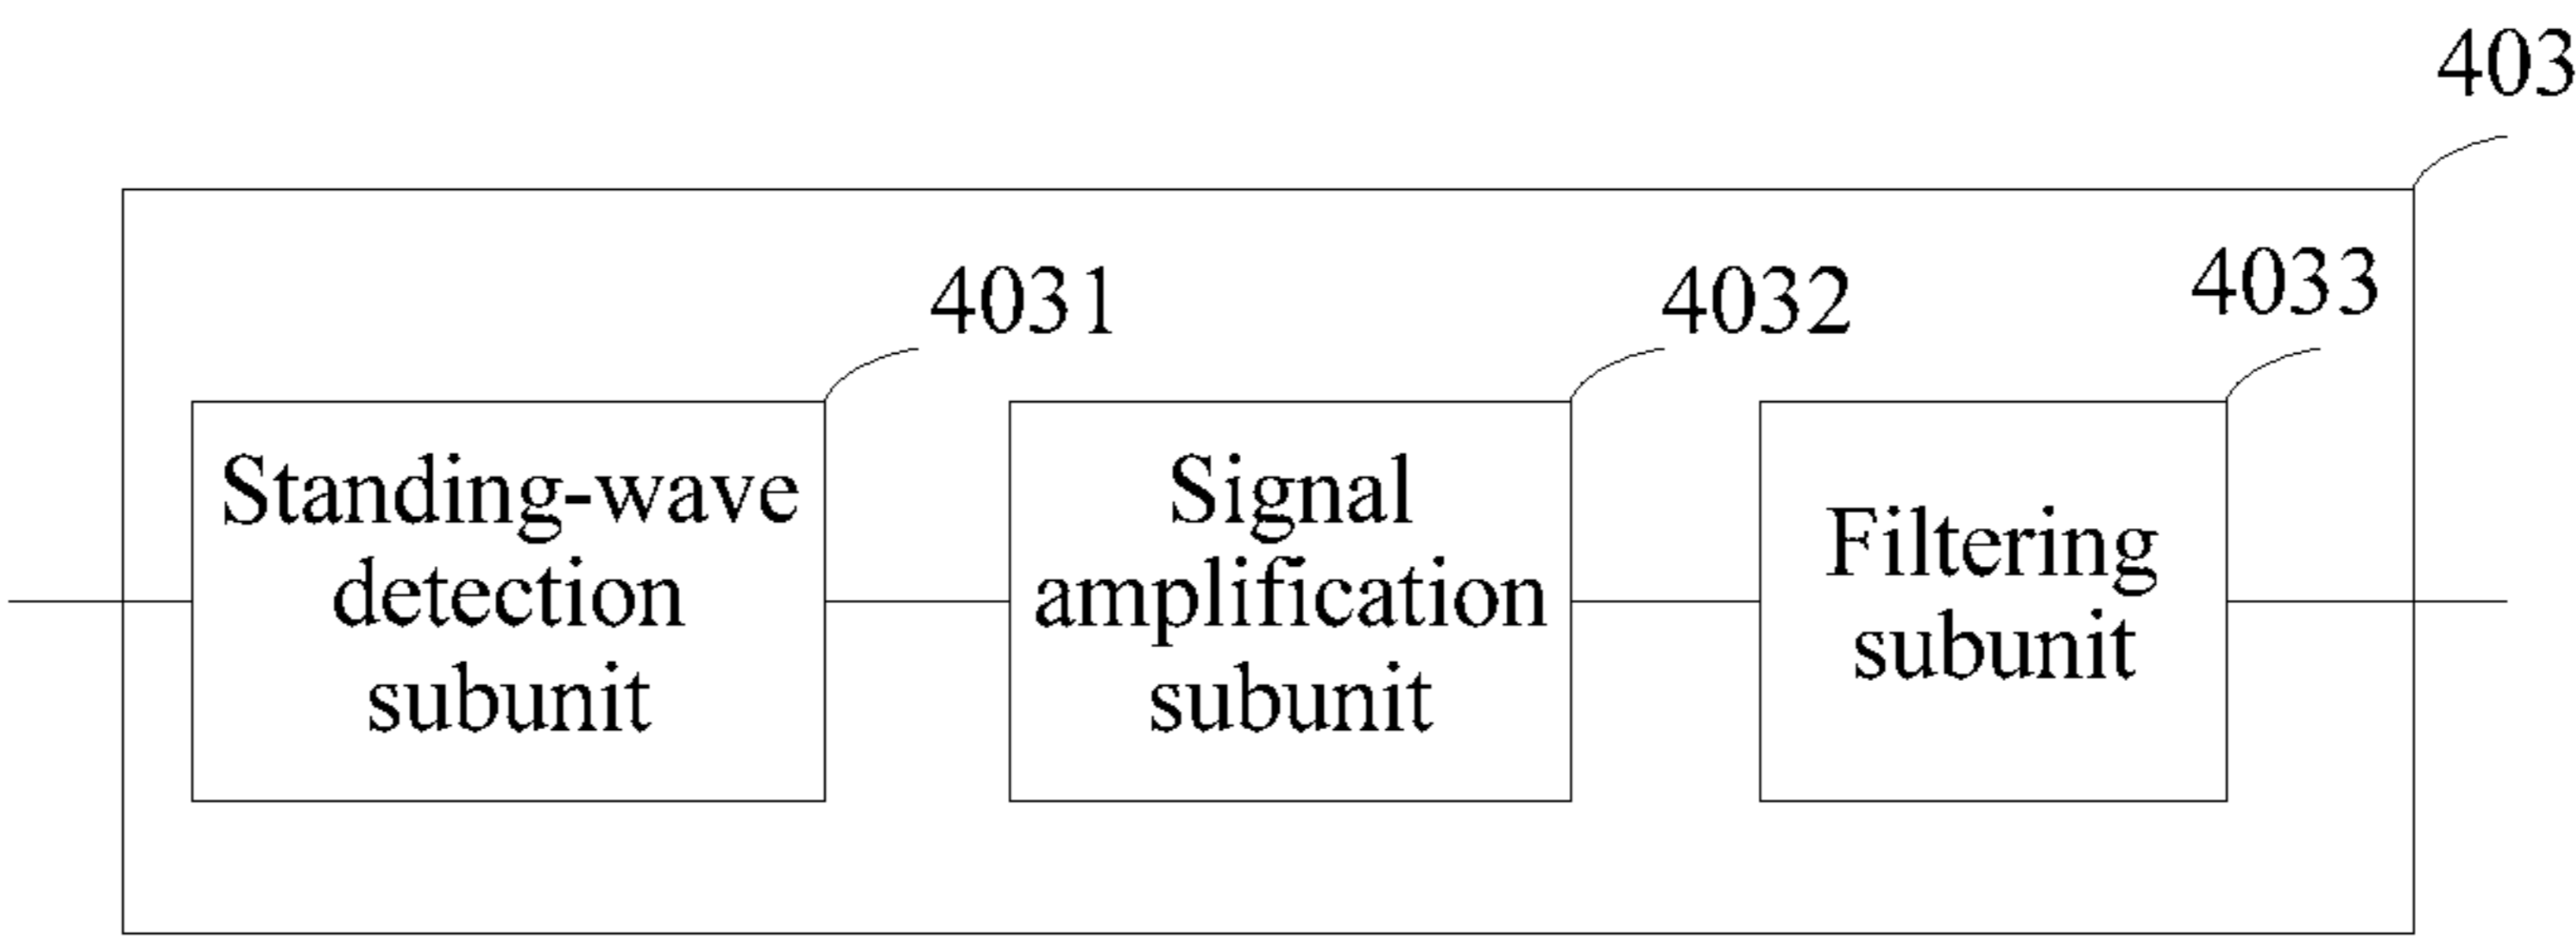 403
4031
4032
4033
Standing-wave
detection
subunit
Signal
amplification
subunit
Filtering
subunit